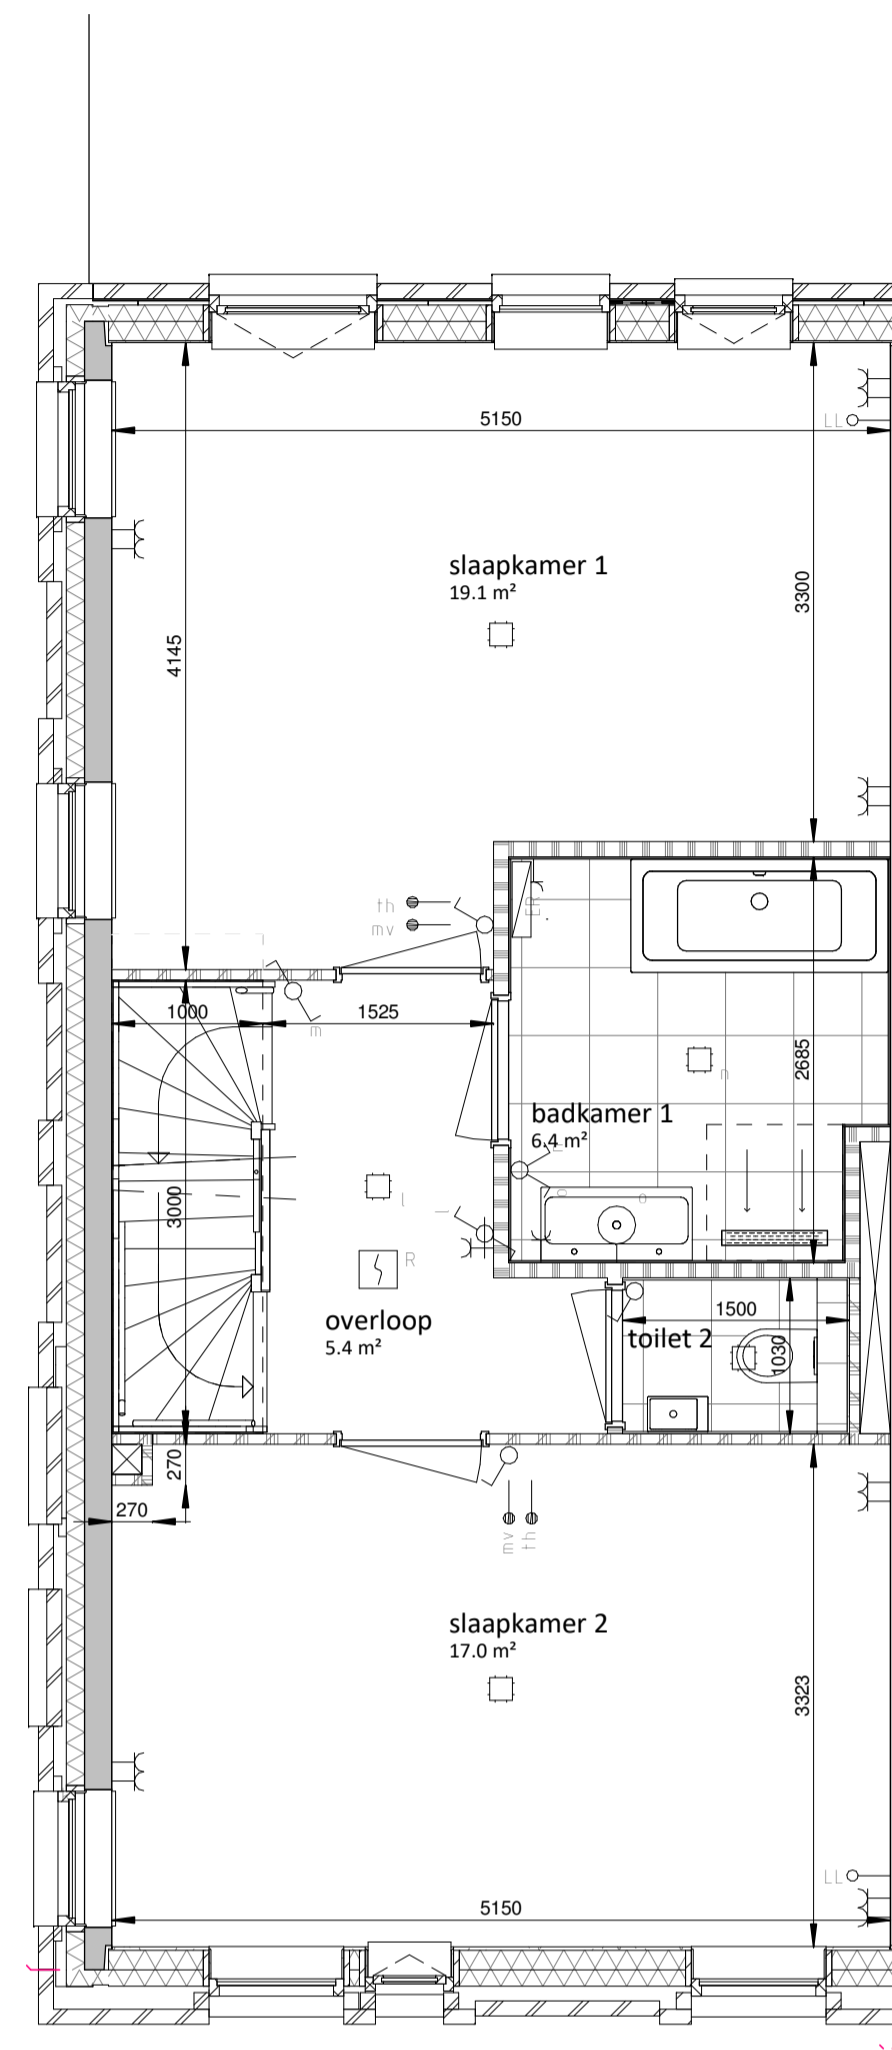 5150
LL
slaapkamer 1
19.1 m²
3300
4145
th
mv
ER
1000
1525
m
2685
n
badkamer 1
6.4 m²
3000
l
R
overloop
5.4 m²
1500
toilet 2
1030
270
270
mv
th
slaapkamer 2
17.0 m²
3323
LL
5150